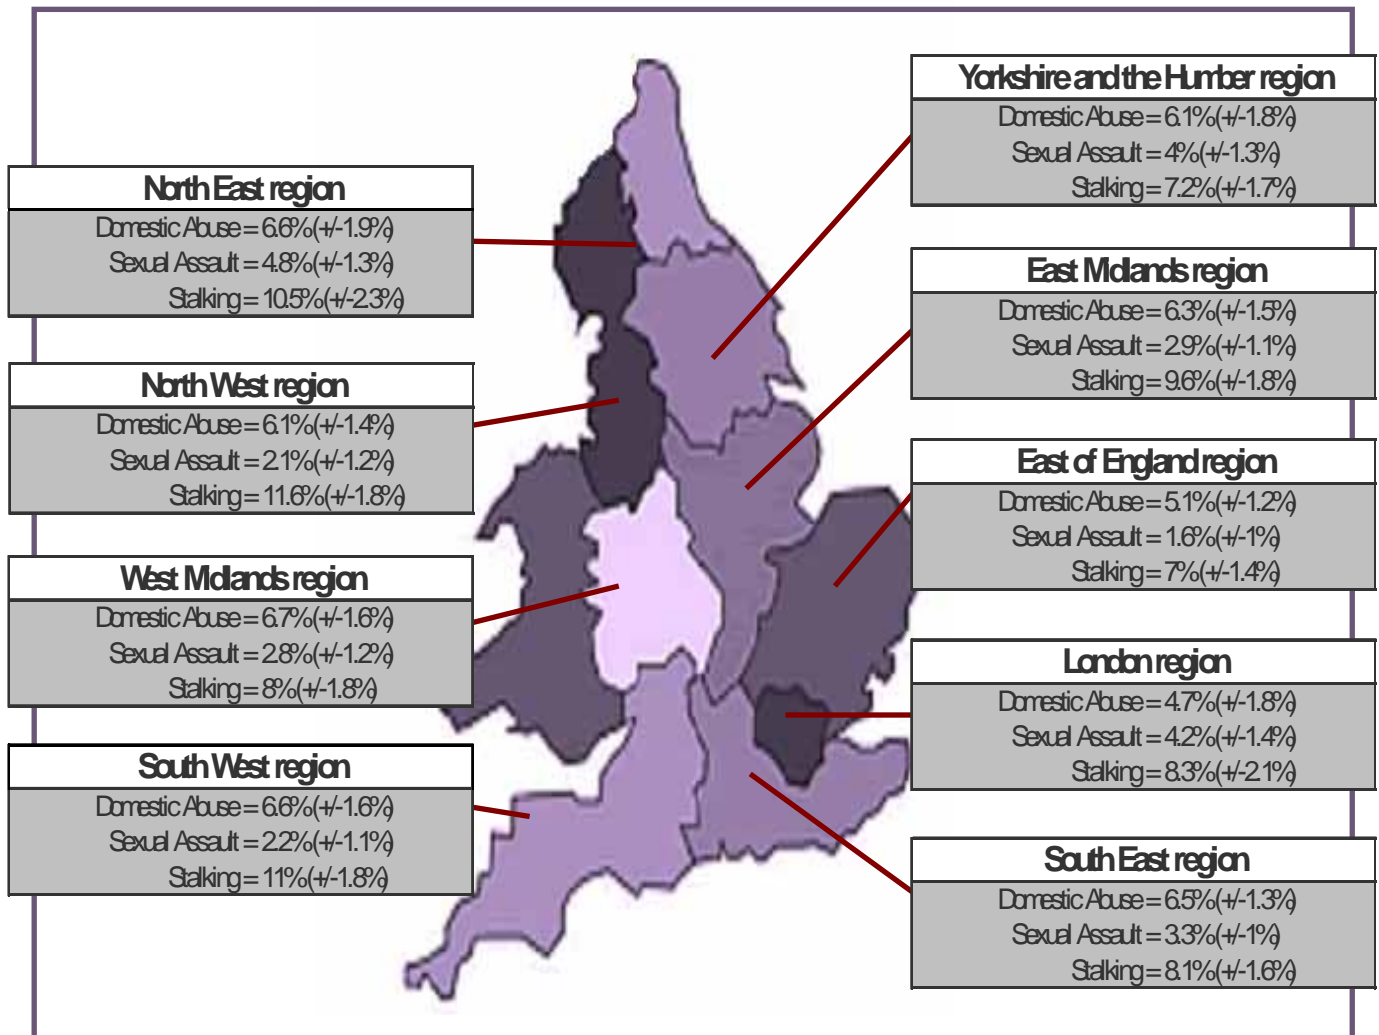 North East region
Domestic Abuse = 6.6% (+/-1.9%)
Sexual Assault = 4.8% (+/-1.3%)
Stalking = 10.5% (+/-2.3%)
North West region
Domestic Abuse = 6.1% (+/-1.4%)
Sexual Assault = 2.1% (+/-1.2%)
Stalking = 11.6% (+/-1.8%)
West Midlands region
Domestic Abuse = 6.7% (+/-1.6%)
Sexual Assault = 2.8% (+/-1.2%)
Stalking = 8% (+/-1.8%)
South West region
Domestic Abuse = 6.6% (+/-1.6%)
Sexual Assault = 2.2% (+/-1.1%)
Stalking = 11% (+/-1.8%)
Yorkshire and the Humber region
Domestic Abuse = 6.1% (+/-1.8%)
Sexual Assault = 4% (+/-1.3%)
Stalking = 7.2% (+/-1.7%)
East Midlands region
Domestic Abuse = 6.3% (+/-1.5%)
Sexual Assault = 2.9% (+/-1.1%)
Stalking = 9.6% (+/-1.8%)
East of England region
Domestic Abuse = 5.1% (+/-1.2%)
Sexual Assault = 1.6% (+/-1%)
Stalking = 7% (+/-1.4%)
London region
Domestic Abuse = 4.7% (+/-1.8%)
Sexual Assault = 4.2% (+/-1.4%)
Stalking = 8.3% (+/-2.1%)
South East region
Domestic Abuse = 6.5% (+/-1.3%)
Sexual Assault = 3.3% (+/-1%)
Stalking = 8.1% (+/-1.6%)